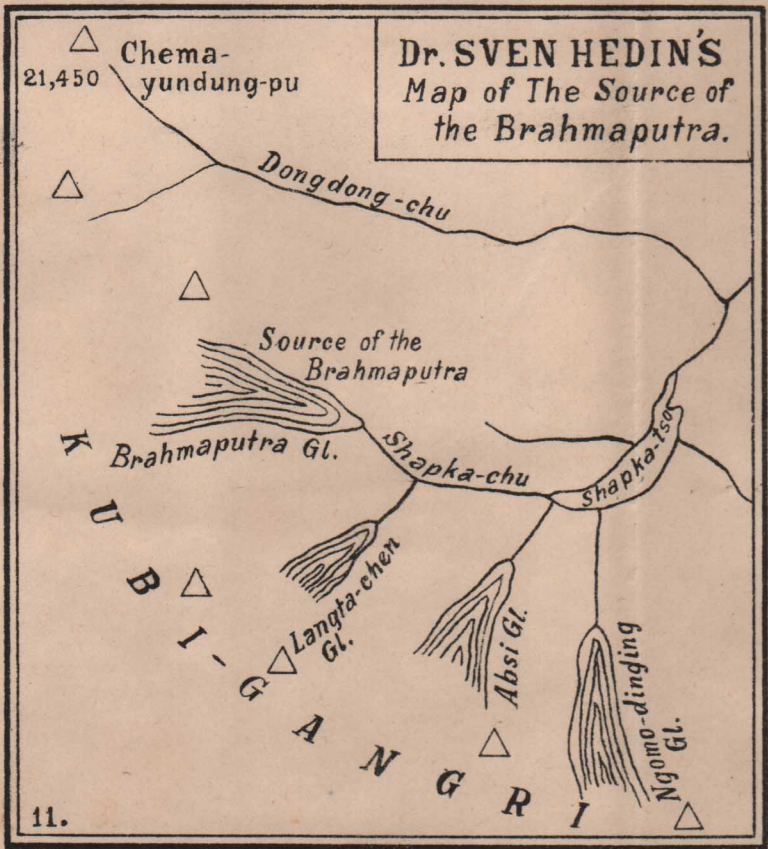 Dr. SVEN HEDIN'S
Map of The Source of
the Brahmaputra.
Chema-
yundung-pu
21,450
Dongdong-chu
Source of the
Brahmaputra
Brahmaputra Gl.
Shapka-chu
Shapka-tso
Langta-chen
Gl.
Absi Gl.
Ngomo-dinging
Gl.
KUBI-GANGRI
11.